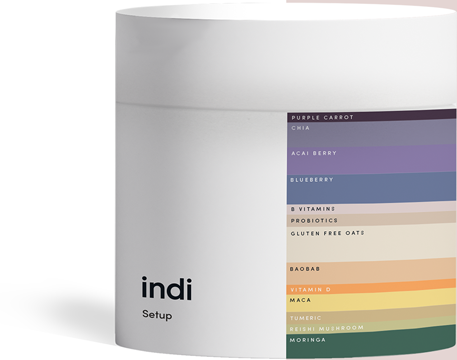 PURPLE CARROT
CHIA
ACAI BERRY
BLUEBERRY
B VITAMINS
PROBIOTICS
GLUTEN FREE OATS
BAOBAB
VITAMIN D
MACA
TUMERIC
REISHI MUSHROOM
MORINGA
indi
Setup